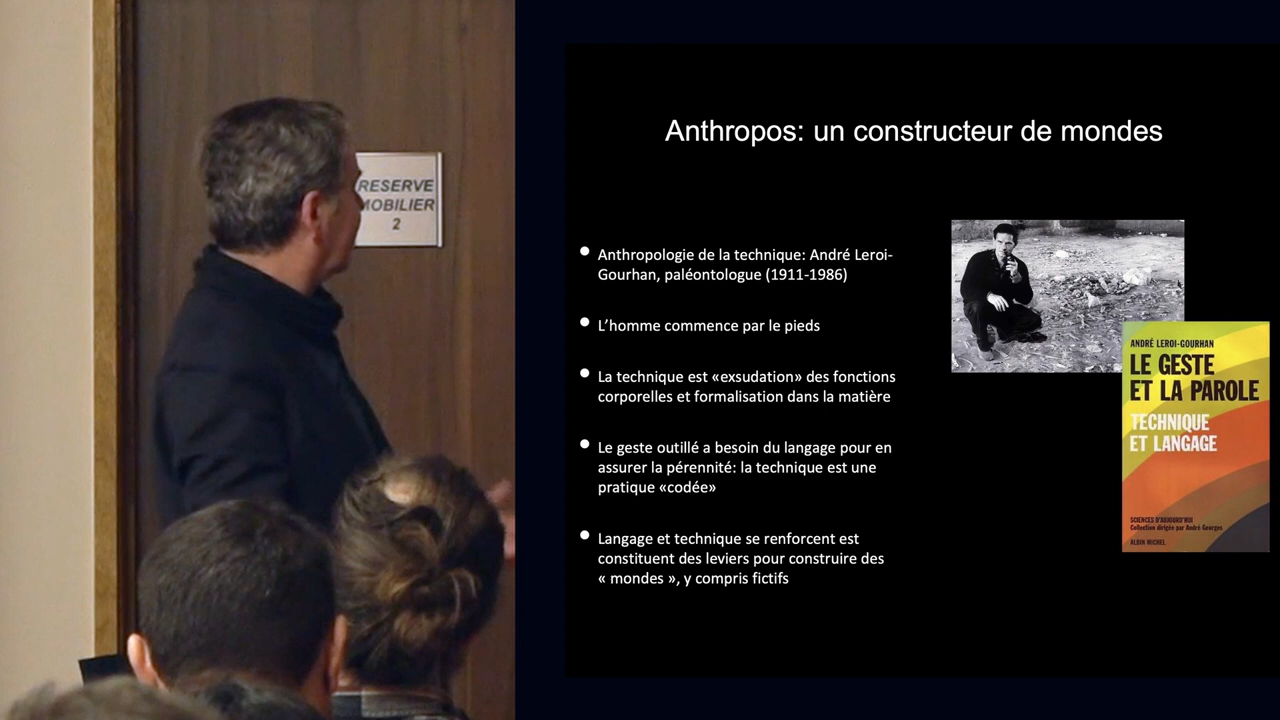 RESERVE
MOBILIER
2
Anthropos: un constructeur de mondes
• Anthropologie de la technique: André Leroi-
Gourhan, paléontologue (1911-1986)
• L’homme commence par le pieds
• La technique est «exsudation» des fonctions
corporelles et formalisation dans la matière
• Le geste outillé a besoin du langage pour en
assurer la pérennité: la technique est une
pratique «codée»
• Langage et technique se renforcent est
constituent des leviers pour construire des
« mondes », y compris fictifs
ANDRÉ LEROI-GOURHAN
LE GESTE
ET LA PAROLE
TECHNIQUE
ET LANGAGE
SCIENCES D'AUJOURD'HUI
Collection dirigée par André Georges
ALBIN MICHEL